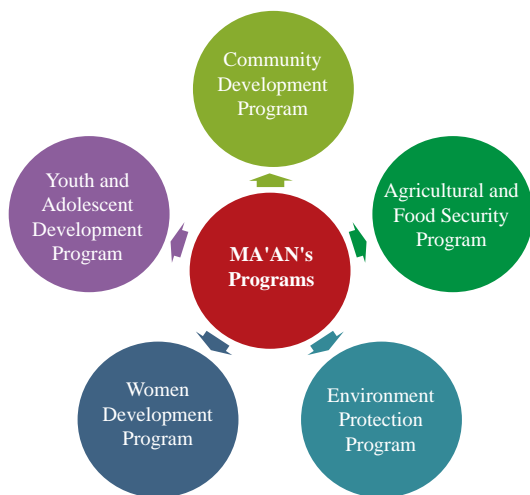 Community
Development
Program
Agricultural and
Food Security
Program
Environment
Protection
Program
Women
Development
Program
Youth and
Adolescent
Development
Program
MA'AN's
Programs